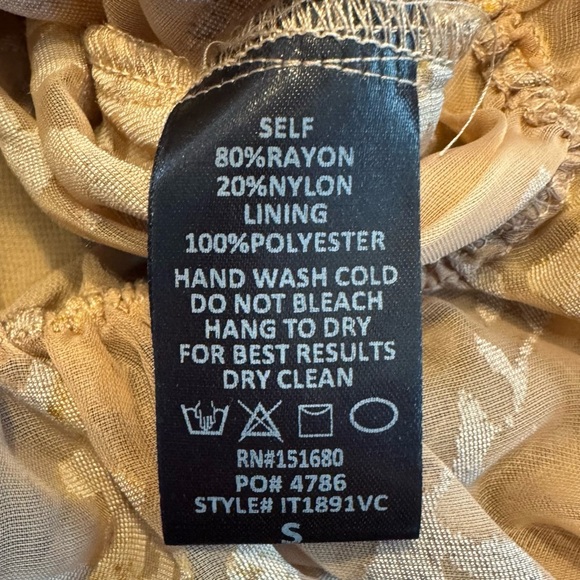 SELF
80%RAYON
20%NYLON
LINING
100%POLYESTER
HAND WASH COLD
DO NOT BLEACH
HANG TO DRY
FOR BEST RESULTS
DRY CLEAN
RN#151680
PO# 4786
STYLE# IT1891VC
S